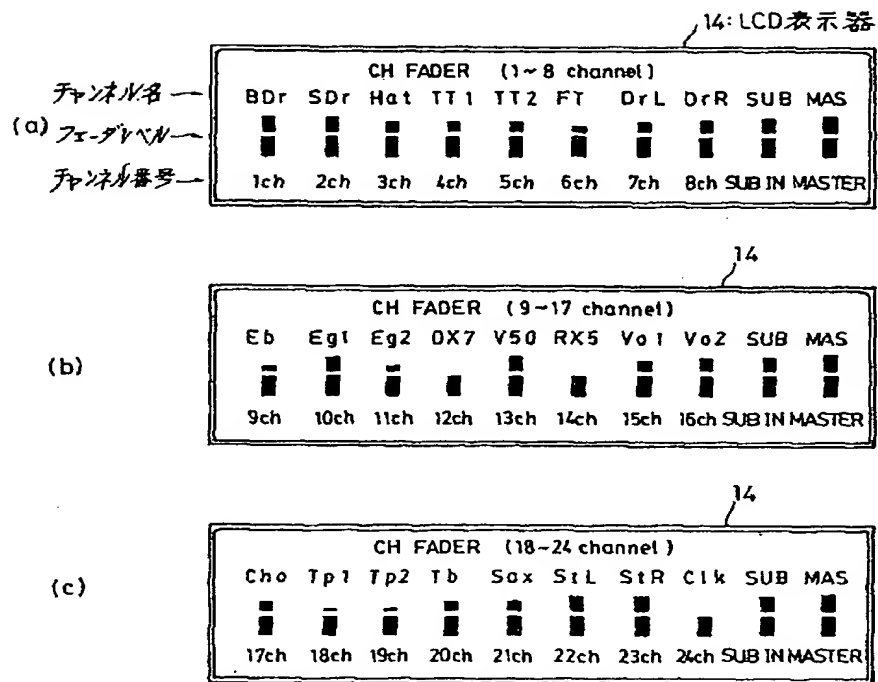 14:LCD表示器
CH FADER (1~8 channel)
チャンネル名
BDr SDr Hat TT1 TT2 FT DrL DrR SUB MAS
(a) フェーダレベル
チャンネル番号
1ch 2ch 3ch 4ch 5ch 6ch 7ch 8ch SUB IN MASTER
14
CH FADER (9~17 channel)
Eb Eg1 Eg2 DX7 V50 RX5 Vo1 Vo2 SUB MAS
(b)
9ch 10ch 11ch 12ch 13ch 14ch 15ch 16ch SUB IN MASTER
14
CH FADER (18~24 channel)
Cho Tp1 Tp2 Tb Sax StL StR Clk SUB MAS
(c)
17ch 18ch 19ch 20ch 21ch 22ch 23ch 24ch SUB IN MASTER